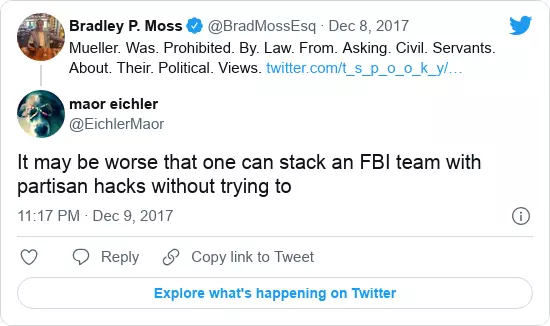 Bradley P. Moss @BradMossEsq · Dec 8, 2017
Mueller. Was. Prohibited. By. Law. From. Asking. Civil. Servants.
About. Their. Political. Views. twitter.com/t_s_p_o_o_k_y/…
maor eichler
@EichlerMaor
It may be worse that one can stack an FBI team with
partisan hacks without trying to
11:17 PM · Dec 9, 2017
Reply Copy link to Tweet
Explore what's happening on Twitter